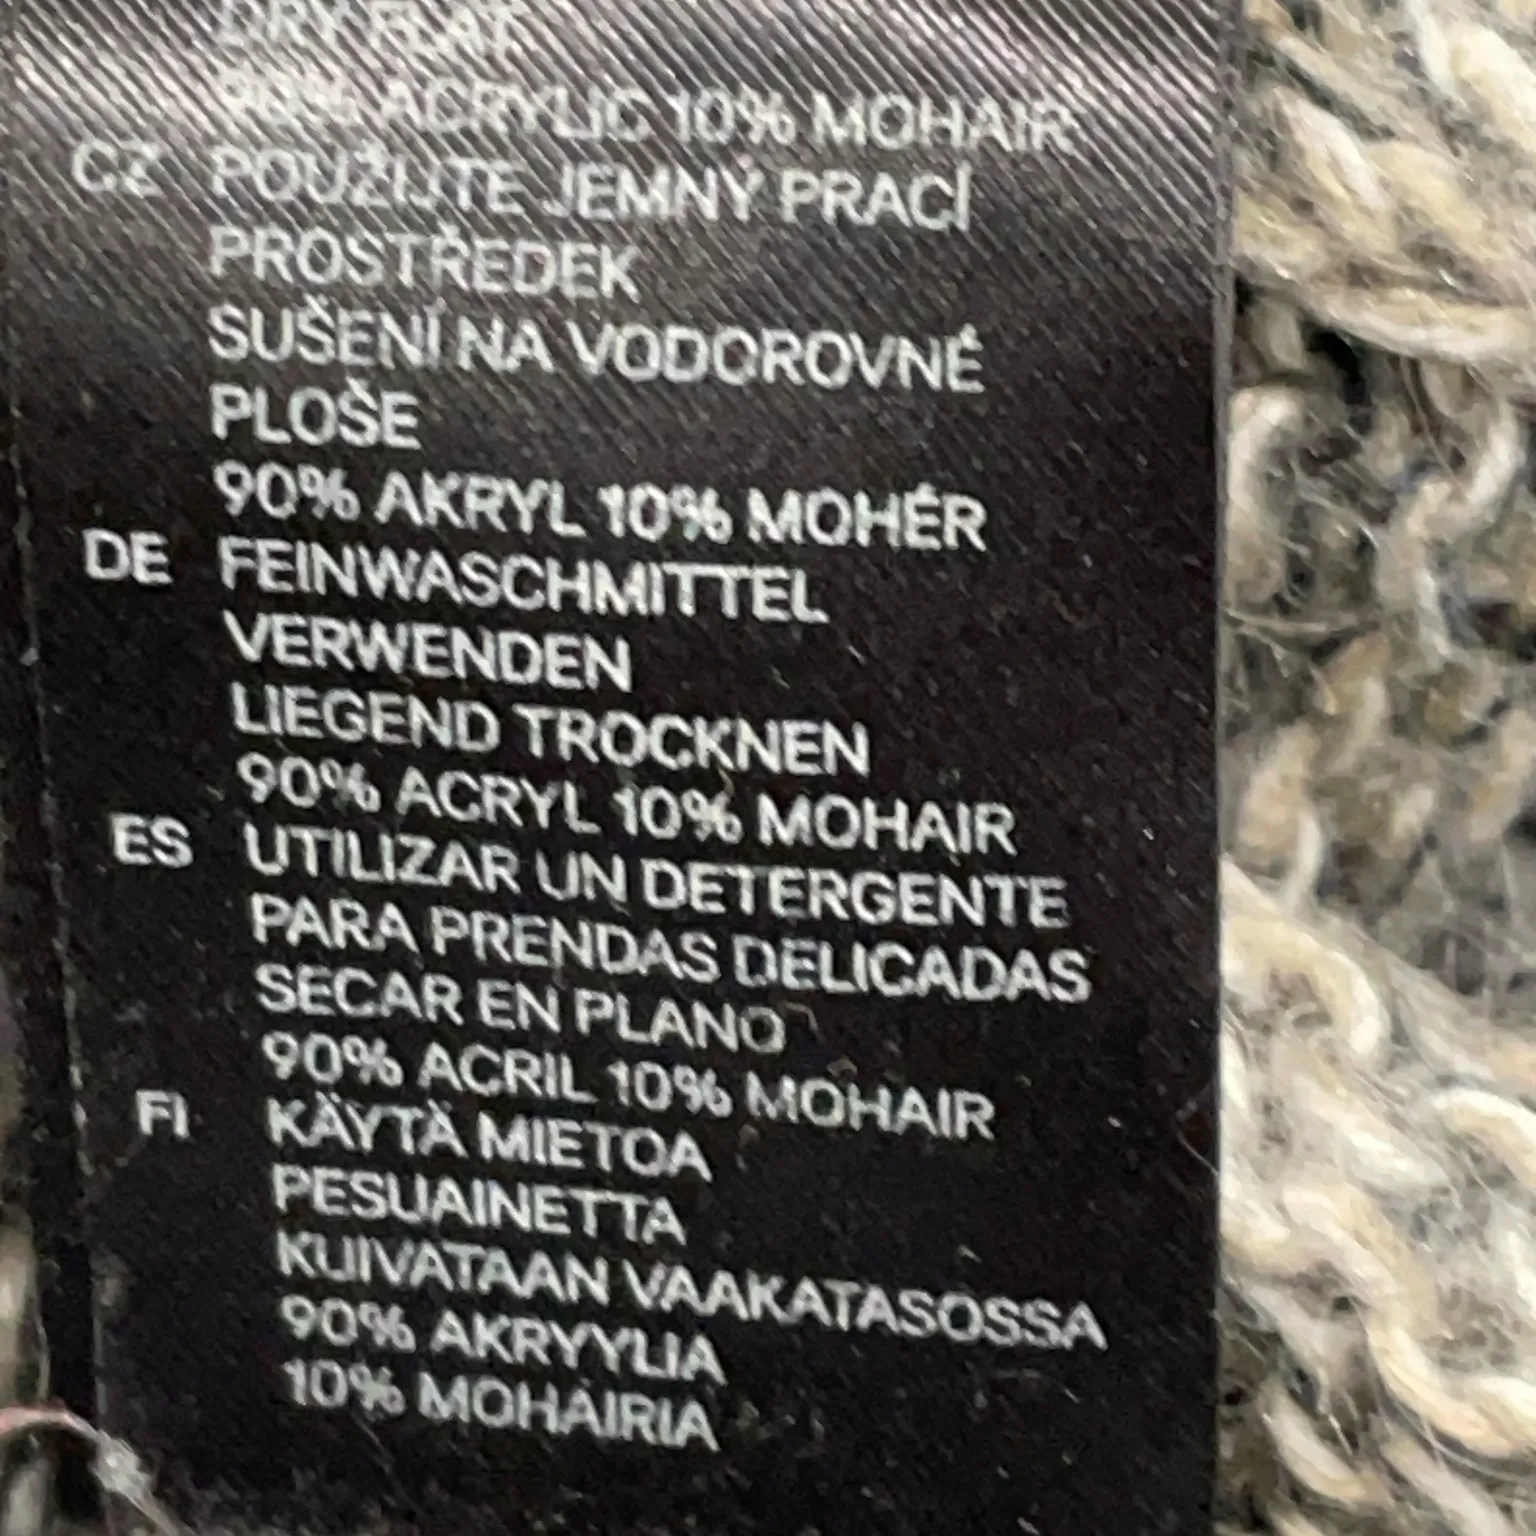 DRY FLAT
90% ACRYLIC 10% MOHAIR
CZ POUŽIJTE JEMNÝ PRACÍ
PROSTŘEDEK
SUŠENÍ NA VODOROVNÉ
PLOŠE
90% AKRYL 10% MOHÉR
DE FEINWASCHMITTEL
VERWENDEN
LIEGEND TROCKNEN
90% ACRYL 10% MOHAIR
ES UTILIZAR UN DETERGENTE
PARA PRENDAS DELICADAS
SECAR EN PLANO
90% ACRIL 10% MOHAIR
FI KÄYTÄ MIETOA
PESUAINETTA
KUIVATAAN VAAKATASOSSA
90% AKRYYLIA
10% MOHAIRIA